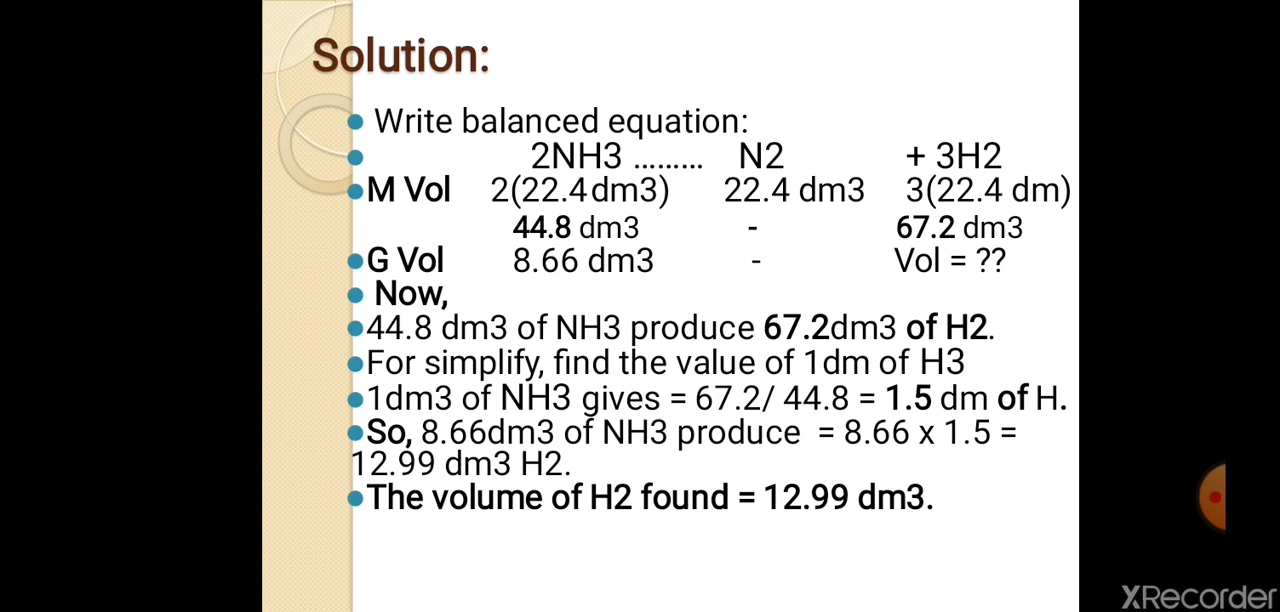 Solution:
Write balanced equation:
2NH3 ......... N2 + 3H2
M Vol 2(22.4dm3) 22.4 dm3 3(22.4 dm)
44.8 dm3 - 67.2 dm3
G Vol 8.66 dm3 - Vol = ??
Now,
44.8 dm3 of NH3 produce 67.2dm3 of H2.
For simplify, find the value of 1dm of H3
1dm3 of NH3 gives = 67.2/ 44.8 = 1.5 dm of H.
So, 8.66dm3 of NH3 produce = 8.66 x 1.5 =
12.99 dm3 H2.
The volume of H2 found = 12.99 dm3.
XRecorder